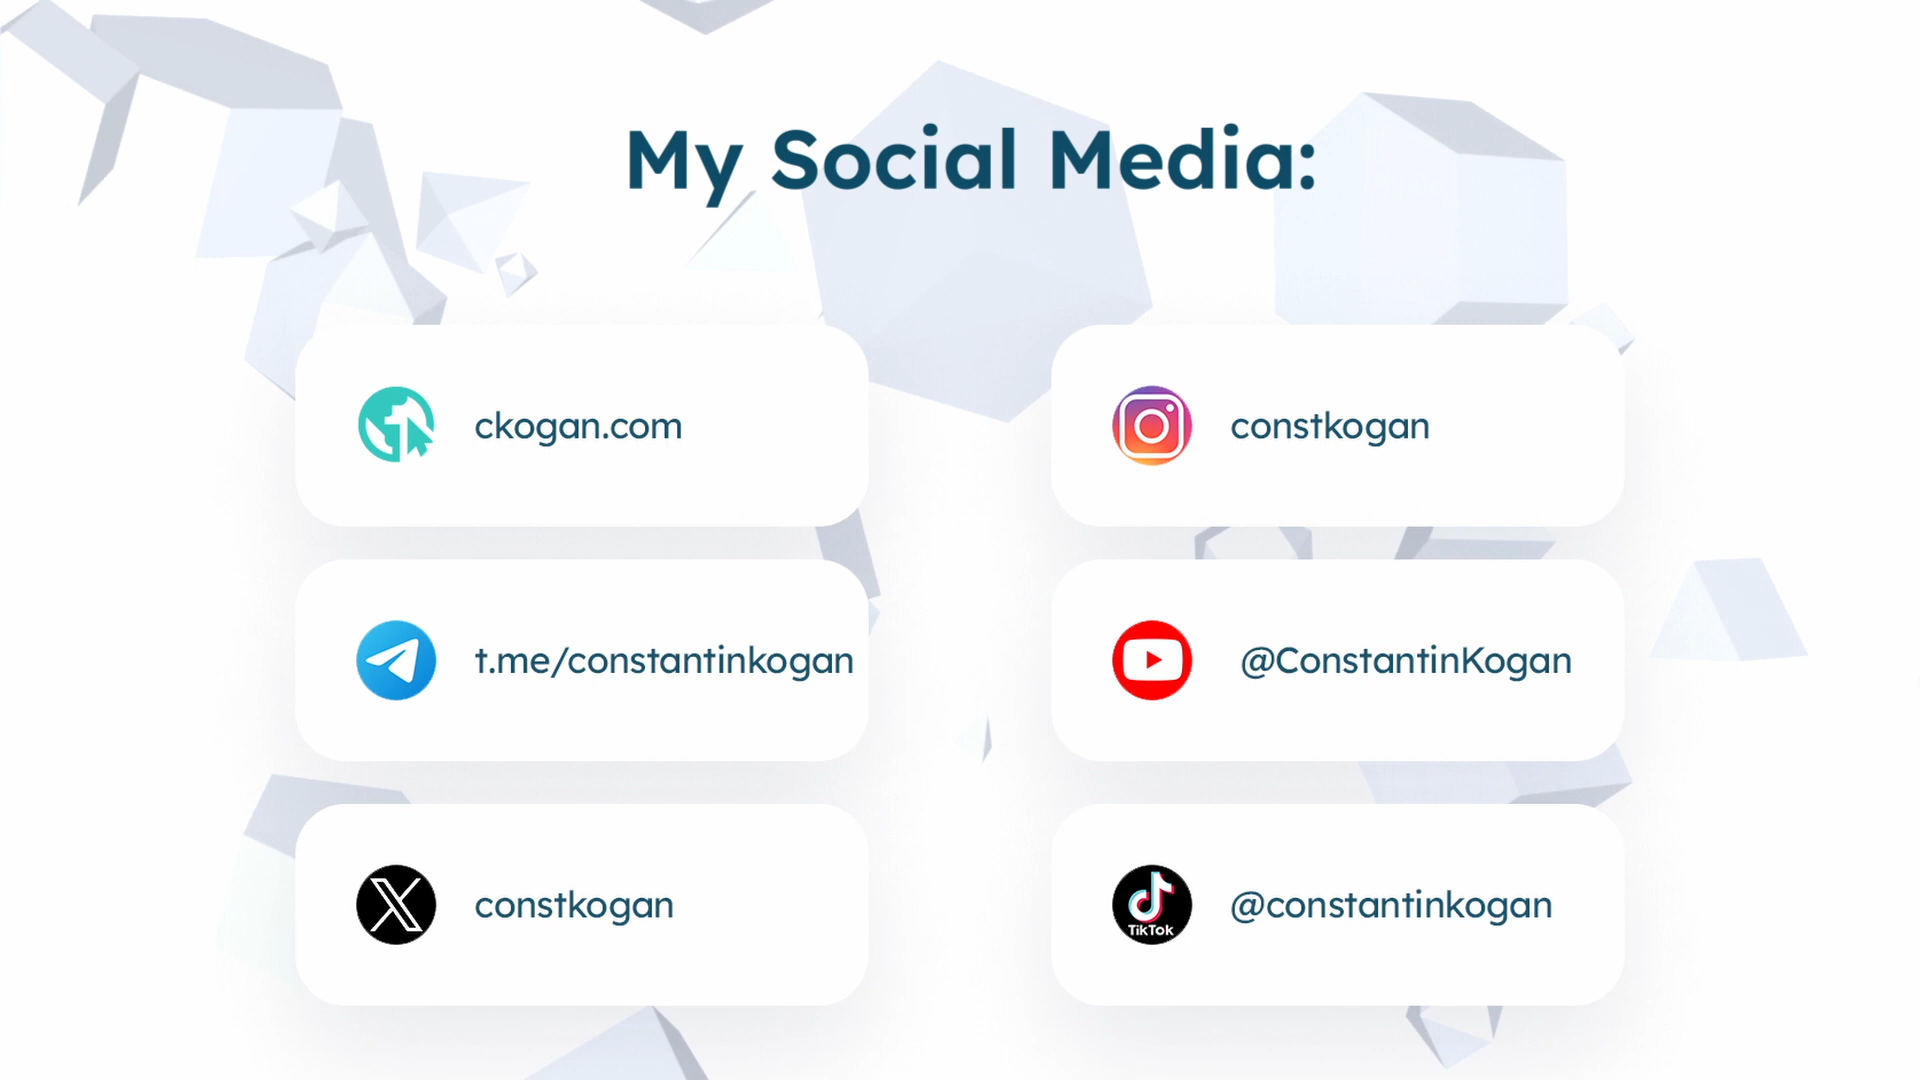 My Social Media:
ckogan.com
constkogan
t.me/constantinkogan
@ConstantinKogan
constkogan
TikTok
@constantinkogan